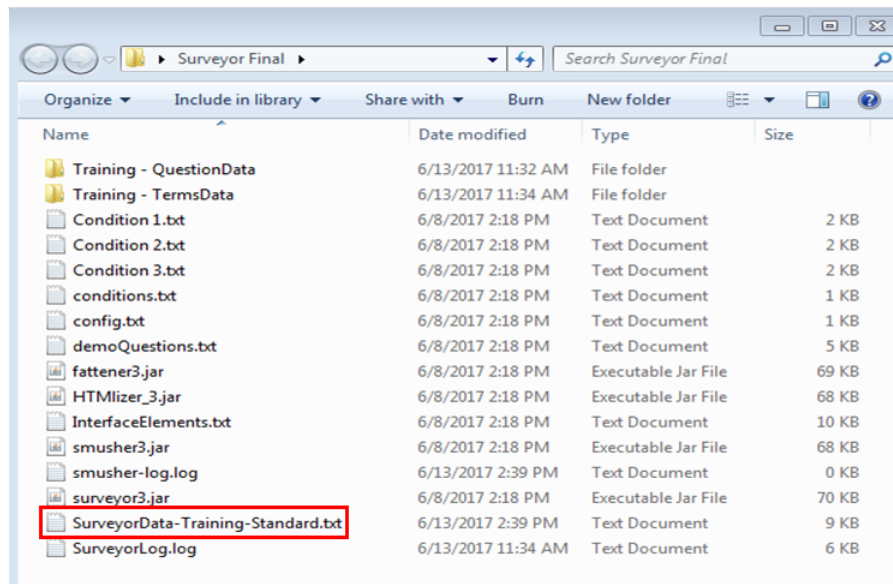 Surveyor Final
Search Surveyor Final
Organize Include in library Share with Burn New folder
Name Date modified Type Size
Training - QuestionData 6/13/2017 11:32 AM File folder
Training - TermsData 6/13/2017 11:34 AM File folder
Condition 1.txt 6/8/2017 2:18 PM Text Document 2 KB
Condition 2.txt 6/8/2017 2:18 PM Text Document 2 KB
Condition 3.txt 6/8/2017 2:18 PM Text Document 2 KB
conditions.txt 6/8/2017 2:18 PM Text Document 1 KB
config.txt 6/8/2017 2:18 PM Text Document 1 KB
demoQuestions.txt 6/8/2017 2:18 PM Text Document 5 KB
fattener3.jar 6/8/2017 2:18 PM Executable Jar File 69 KB
HTMlizer_3.jar 6/8/2017 2:18 PM Executable Jar File 68 KB
InterfaceElements.txt 6/8/2017 2:18 PM Text Document 10 KB
smusher3.jar 6/8/2017 2:18 PM Executable Jar File 68 KB
smusher-log.log 6/13/2017 2:39 PM Text Document 0 KB
surveyor3.jar 6/8/2017 2:18 PM Executable Jar File 70 KB
SurveyorData-Training-Standard.txt 6/13/2017 2:39 PM Text Document 9 KB
SurveyorLog.log 6/13/2017 11:34 AM Text Document 6 KB